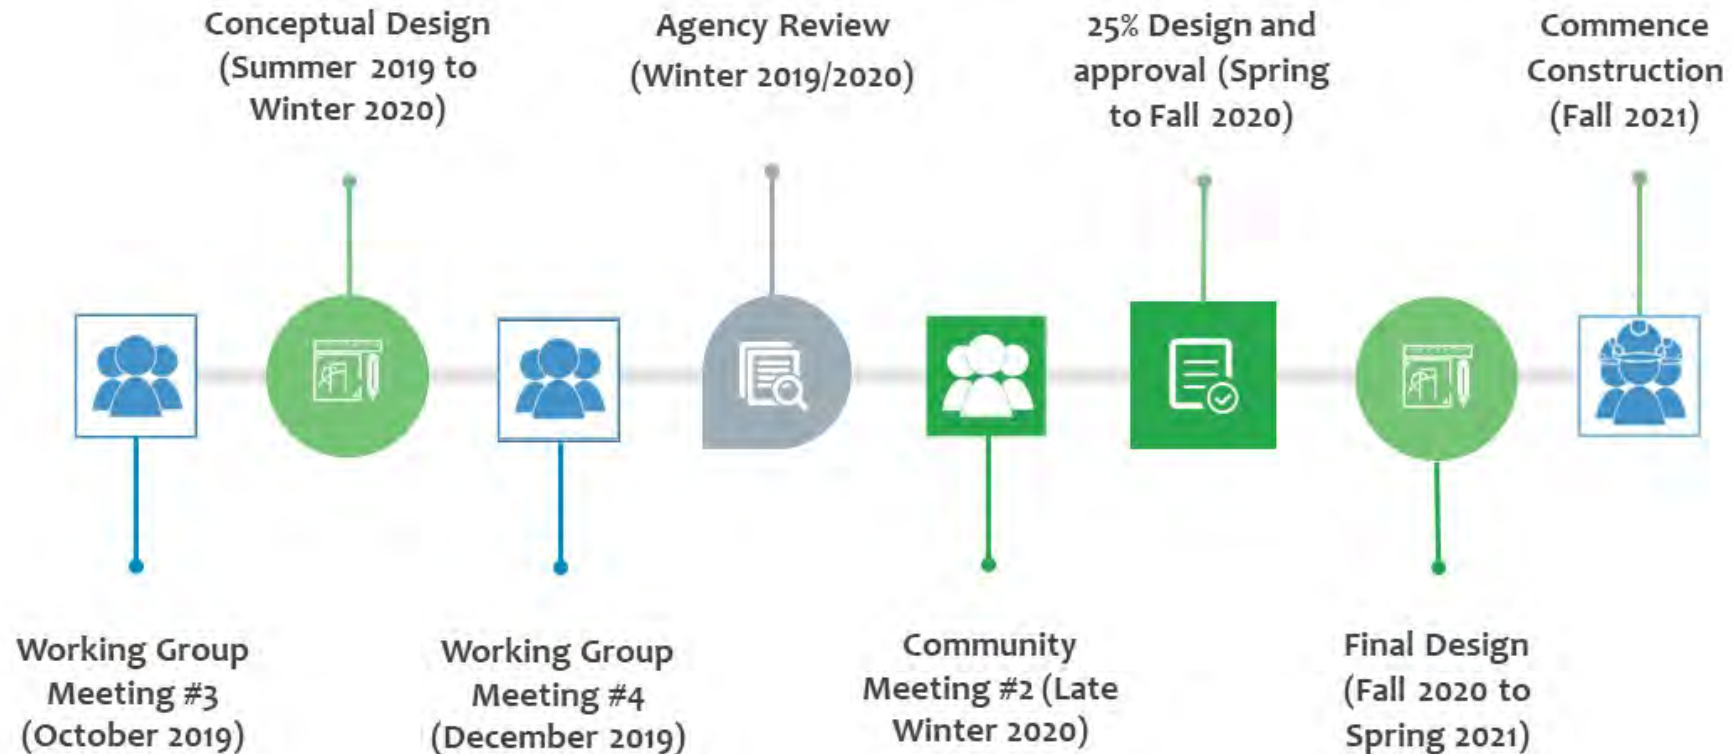 Conceptual Design
(Summer 2019 to
Winter 2020)
Agency Review
(Winter 2019/2020)
25% Design and
approval (Spring
to Fall 2020)
Commence
Construction
(Fall 2021)
Working Group
Meeting #3
(October 2019)
Working Group
Meeting #4
(December 2019)
Community
Meeting #2 (Late
Winter 2020)
Final Design
(Fall 2020 to
Spring 2021)